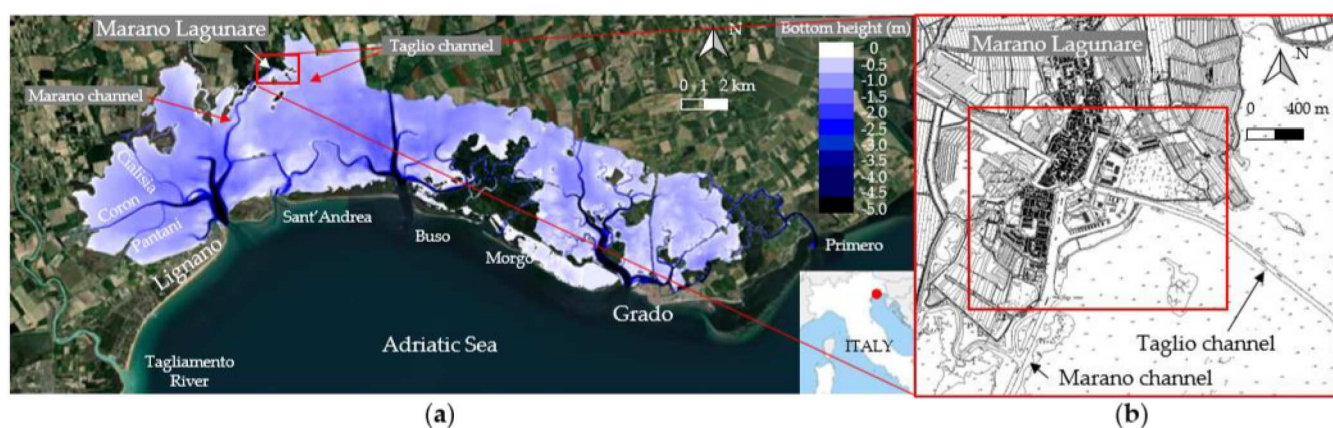 Marano Lagunare
Taglio channel
N
Bottom height (m)
0
-0.5
-1.0
-1.5
-2.0
-2.5
-3.0
-3.5
-4.0
-4.5
5.0
0 1 2 km
Marano channel
Cialisia
Coron
Pantani
Lignano
Sant'Andrea
Buso
Morgo
Primero
Grado
Adriatic Sea
Tagliamento
River
ITALY
(a)
Marano Lagunare
N
0 400 m
Taglio channel
Marano channel
(b)